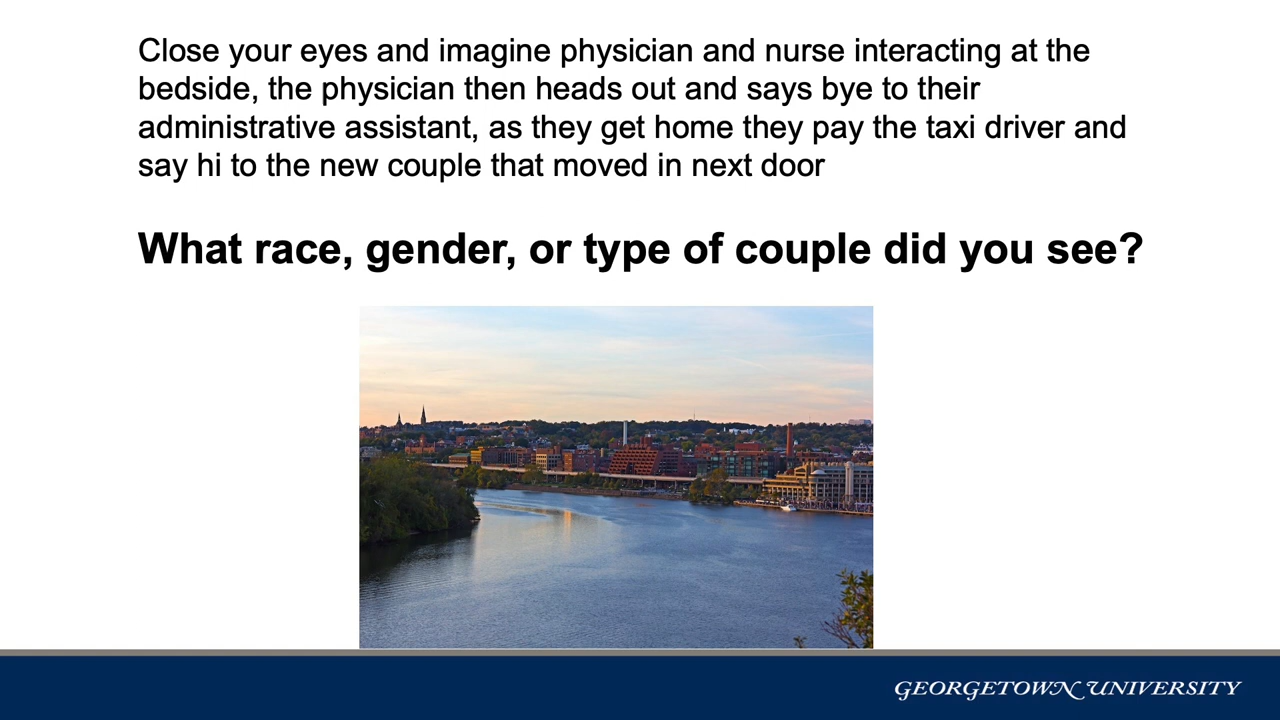 Close your eyes and imagine physician and nurse interacting at the
bedside, the physician then heads out and says bye to their
administrative assistant, as they get home they pay the taxi driver and
say hi to the new couple that moved in next door
What race, gender, or type of couple did you see?
GEORGETOWN UNIVERSITY